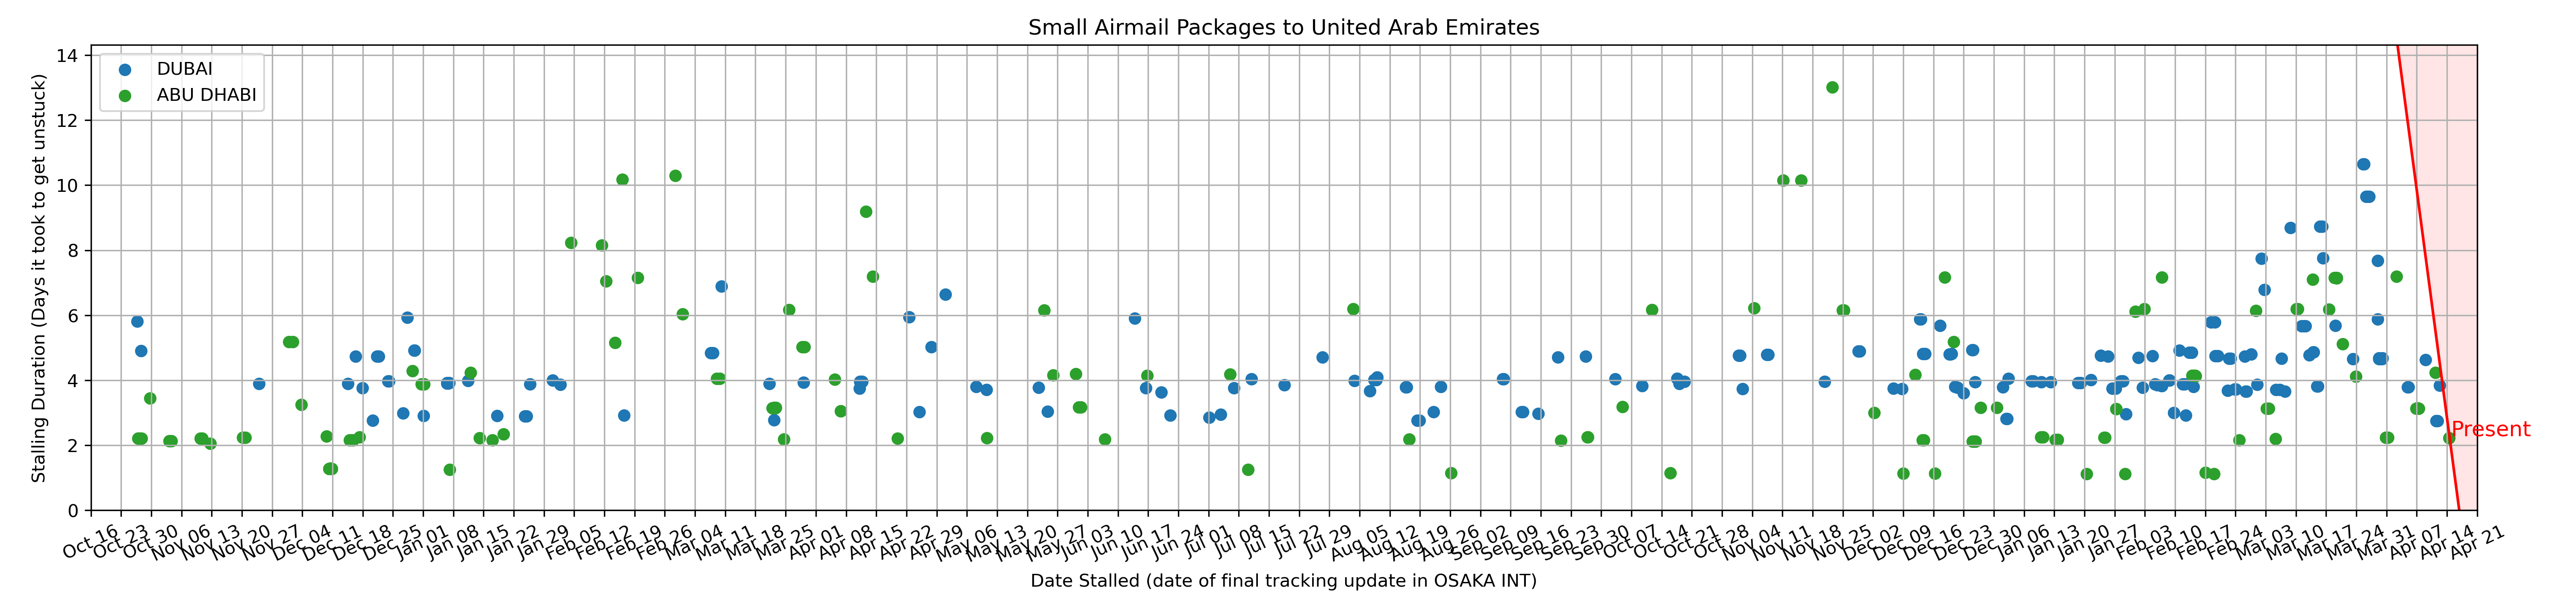 Small Airmail Packages to United Arab Emirates
DUBAI
ABU DHABI
Stalling Duration (Days it took to get unstuck)
14
12
10
8
6
4
2
0
Present
Oct 16
Oct 23
Oct 30
Nov 06
Nov 13
Nov 20
Nov 27
Dec 04
Dec 11
Dec 18
Dec 25
Jan 01
Jan 08
Jan 15
Jan 22
Jan 29
Feb 05
Feb 12
Feb 19
Feb 26
Mar 04
Mar 11
Mar 18
Mar 25
Apr 01
Apr 08
Apr 15
Apr 22
Apr 29
May 06
May 13
May 20
May 27
Jun 03
Jun 10
Jun 17
Jun 24
Jul 01
Jul 08
Jul 15
Jul 22
Jul 29
Aug 05
Aug 12
Aug 19
Aug 26
Sep 02
Sep 09
Sep 16
Sep 23
Sep 30
Oct 07
Oct 14
Oct 21
Oct 28
Nov 04
Nov 11
Nov 18
Nov 25
Dec 02
Dec 09
Dec 16
Dec 23
Dec 30
Jan 06
Jan 13
Jan 20
Jan 27
Feb 03
Feb 10
Feb 17
Feb 24
Mar 03
Mar 10
Mar 17
Mar 24
Mar 31
Apr 07
Apr 14
Apr 21
Date Stalled (date of final tracking update in OSAKA INT)